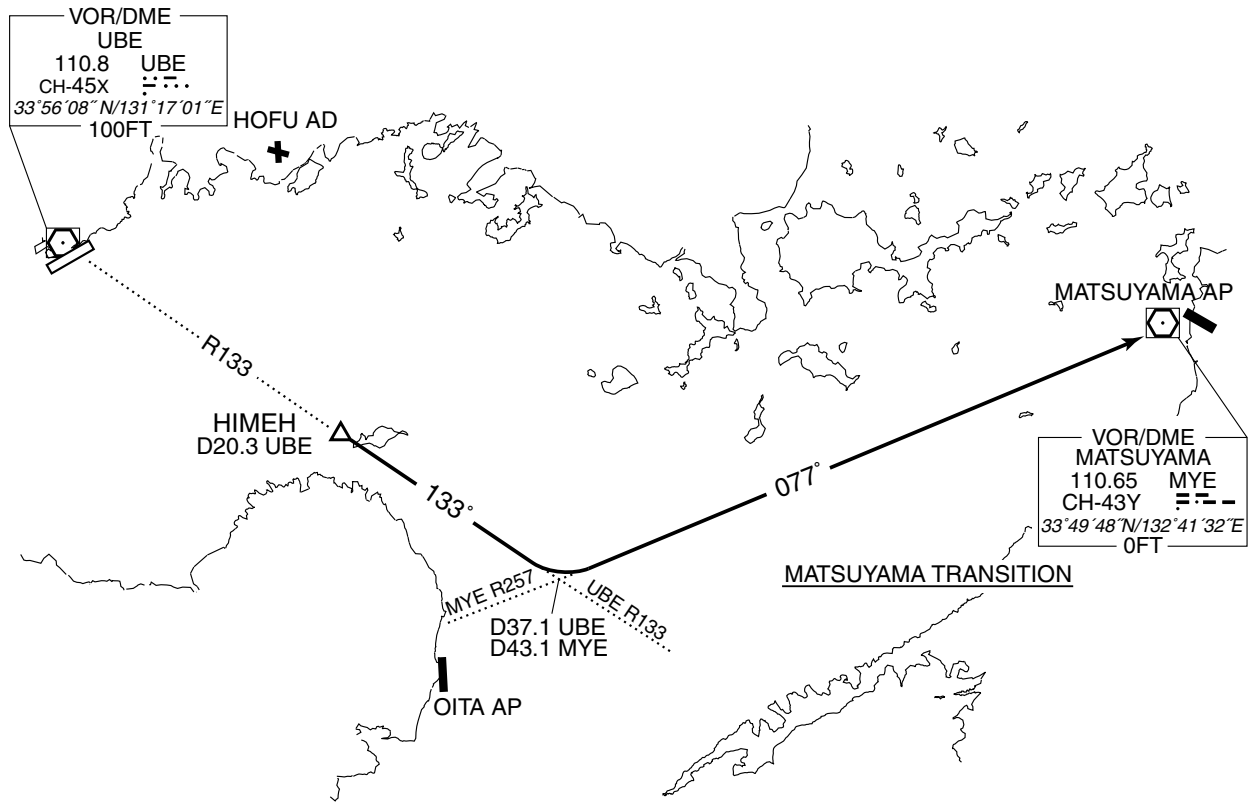 VOR/DME
UBE
110.8 UBE
CH-45X
33°56´08˝N/131°17´01˝E
100FT
HOFU AD
MATSUYAMA AP
R133
HIMEH
D20.3 UBE
133°
077°
VOR/DME
MATSUYAMA
110.65 MYE
CH-43Y
33°49´48˝N/132°41´32˝E
0FT
MATSUYAMA TRANSITION
MYE R257
UBE R133
D37.1 UBE
D43.1 MYE
OITA AP